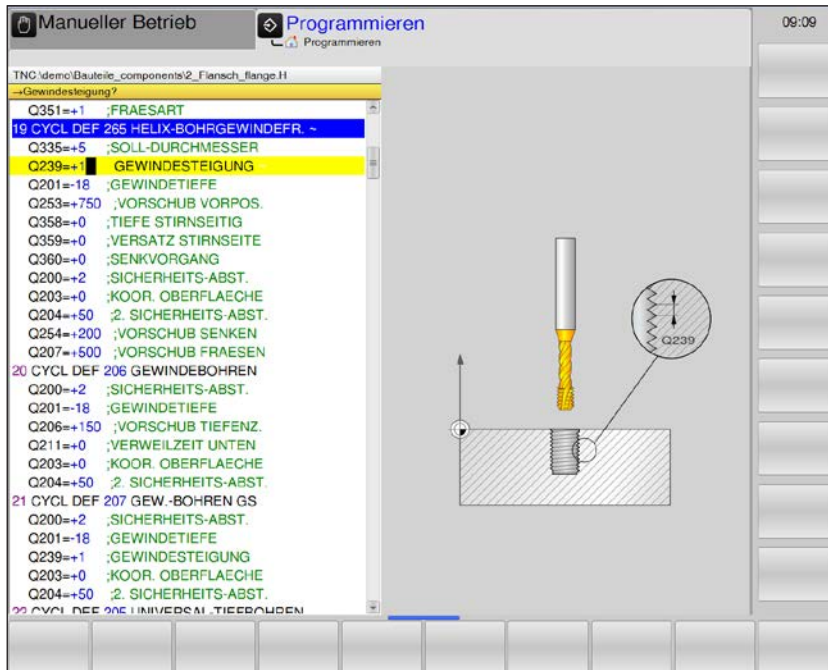 Manueller Betrieb
Programmieren
Programmieren
09:09
TNC:\demo\Bauteile_components\2_Flansch_flange.H
→Gewindesteigung?
Q351=+1 ;FRAESART
19 CYCL DEF 265 HELIX-BOHRGEWINDEFR. ~
Q335=+5 ;SOLL-DURCHMESSER
Q239=+1 GEWINDESTEIGUNG
Q201=-18 ;GEWINDETIEFE
Q253=+750 ;VORSCHUB VORPOS.
Q358=+0 ;TIEFE STIRNSEITIG
Q359=+0 ;VERSATZ STIRNSEITE
Q360=+0 ;SENKVORGANG
Q200=+2 ;SICHERHEITS-ABST.
Q203=+0 ;KOOR. OBERFLAECHE
Q204=+50 ;2. SICHERHEITS-ABST.
Q254=+200 ;VORSCHUB SENKEN
Q207=+500 ;VORSCHUB FRAESEN
20 CYCL DEF 206 GEWINDEBOHREN
Q200=+2 ;SICHERHEITS-ABST.
Q201=-18 ;GEWINDETIEFE
Q206=+150 ;VORSCHUB TIEFENZ.
Q211=+0 ;VERWEILZEIT UNTEN
Q203=+0 ;KOOR. OBERFLAECHE
Q204=+50 ;2. SICHERHEITS-ABST.
21 CYCL DEF 207 GEW.-BOHREN GS
Q200=+2 ;SICHERHEITS-ABST.
Q201=-18 ;GEWINDETIEFE
Q239=+1 ;GEWINDESTEIGUNG
Q203=+0 ;KOOR. OBERFLAECHE
Q204=+50 ;2. SICHERHEITS-ABST.
22 CYCL DEF 205 UNIVERSAL-TIEFBOHREN
Q239